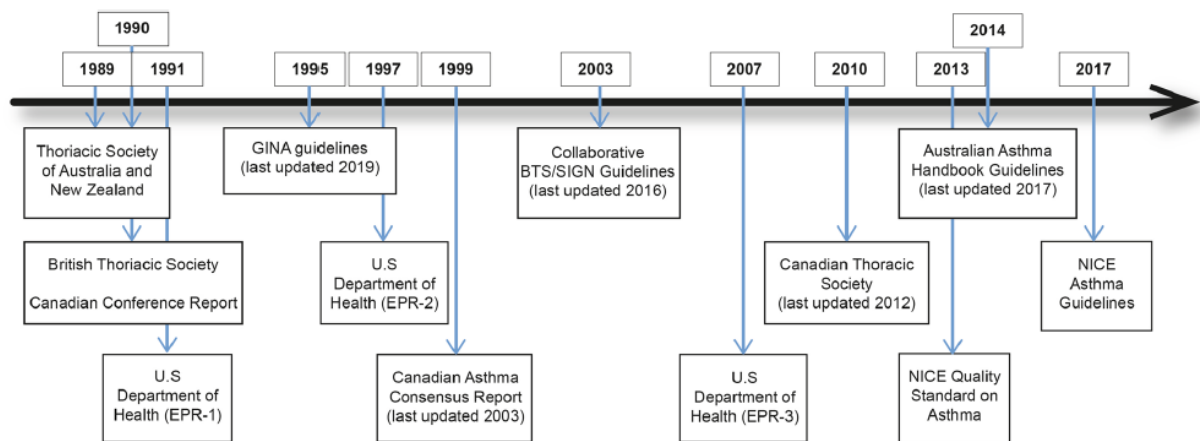 1990
2014
1989
1991
1995
1997
1999
2003
2007
2010
2013
2017
Thoriacic Society
of Australia and
New Zealand
GINA guidelines
(last updated 2019)
Collaborative
BTS/SIGN Guidelines
(last updated 2016)
Australian Asthma
Handbook Guidelines
(last updated 2017)
British Thoriacic Society
Canadian Conference Report
U.S
Department of
Health (EPR-2)
Canadian Thoracic
Society
(last updated 2012)
NICE
Asthma
Guidelines
U.S
Department of
Health (EPR-1)
Canadian Asthma
Consensus Report
(last updated 2003)
U.S
Department of
Health (EPR-3)
NICE Quality
Standard on
Asthma